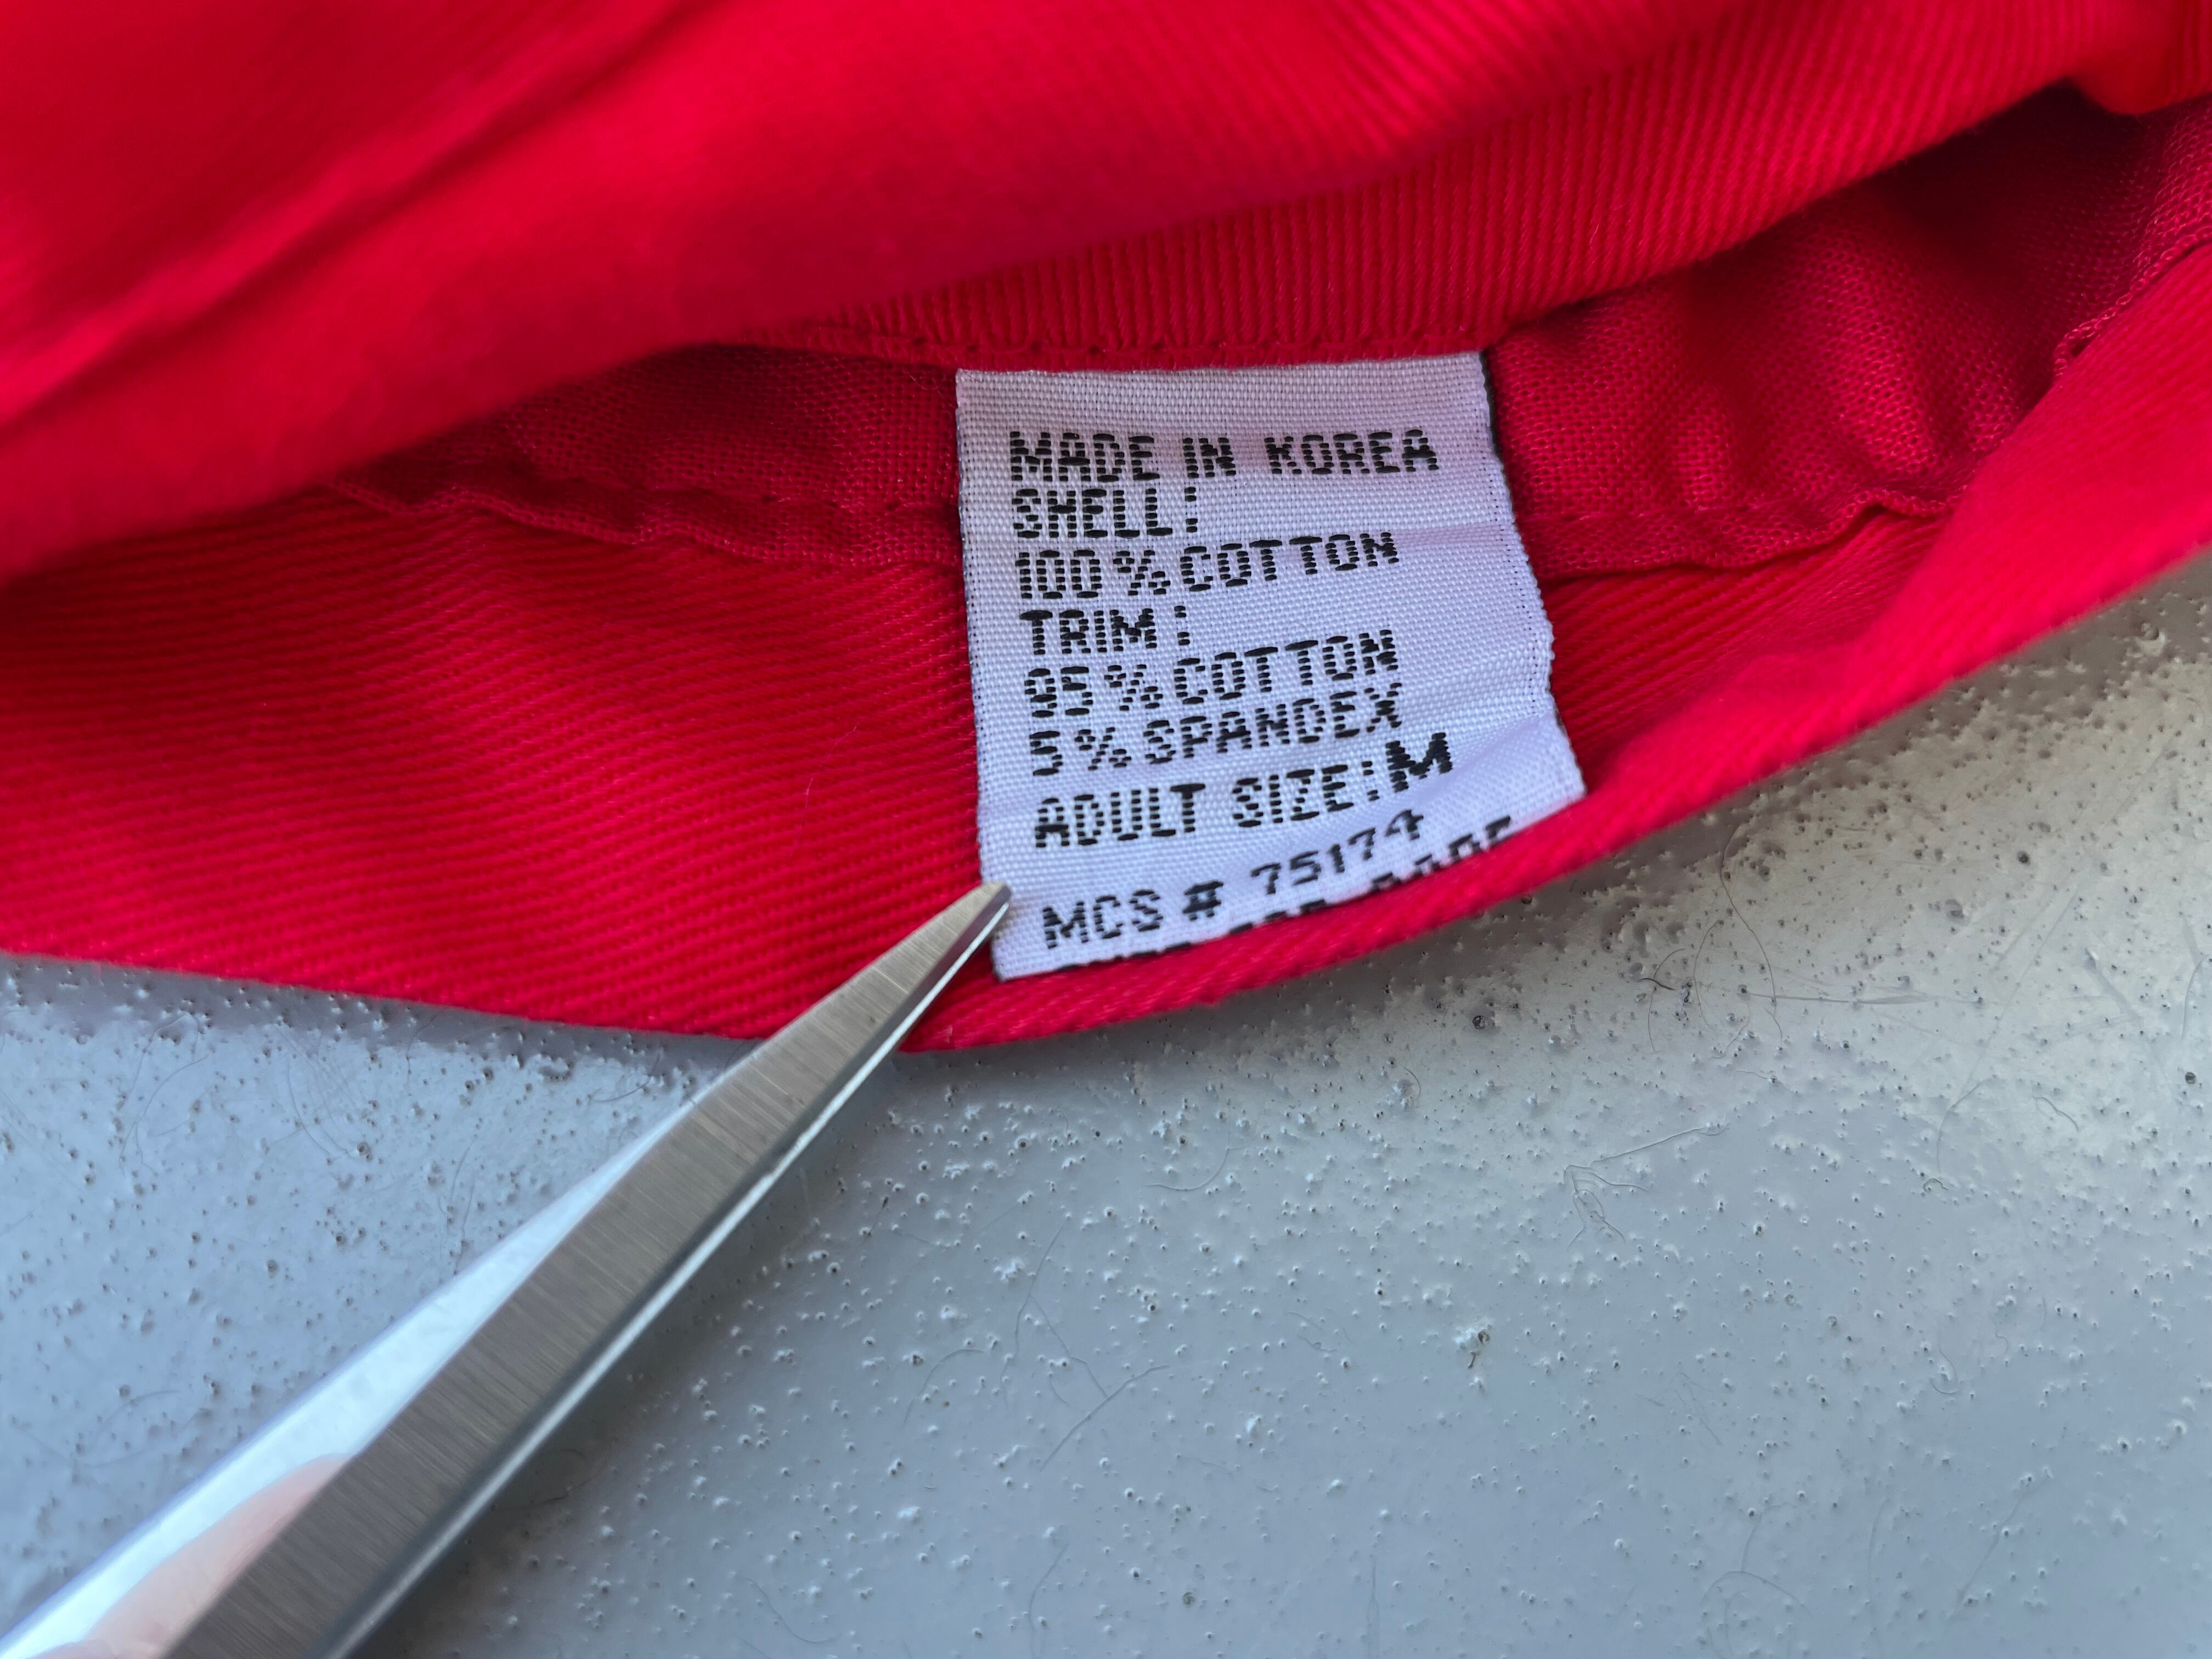 MADE IN KOREA
SHELL:
100%COTTON
TRIM:
95%COTTON
5%SPANDEX
ADULT SIZE:M
MCS # 75174